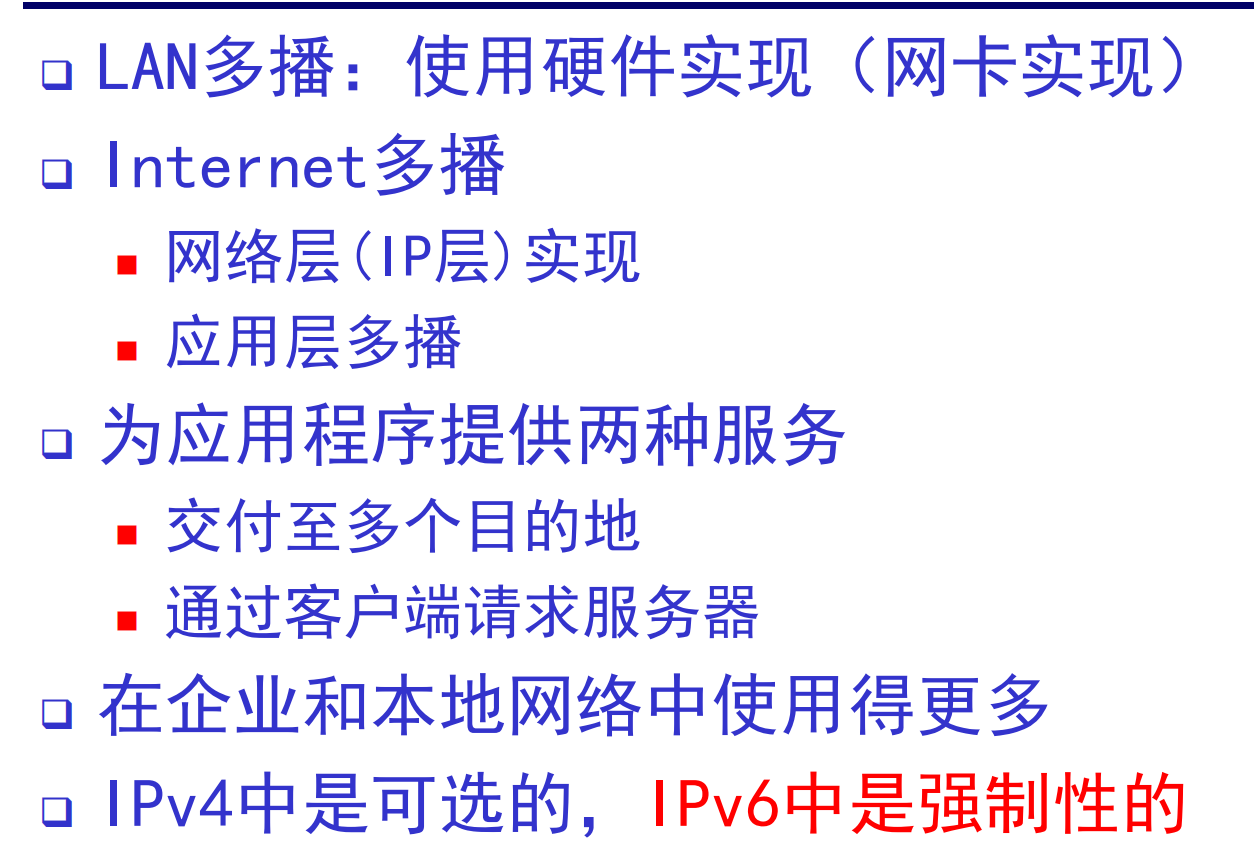 LAN多播：使用硬件实现（网卡实现）
Internet多播
网络层(IP层)实现
应用层多播
为应用程序提供两种服务
交付至多个目的地
通过客户端请求服务器
在企业和本地网络中使用得更多
IPv4中是可选的，IPv6中是强制性的